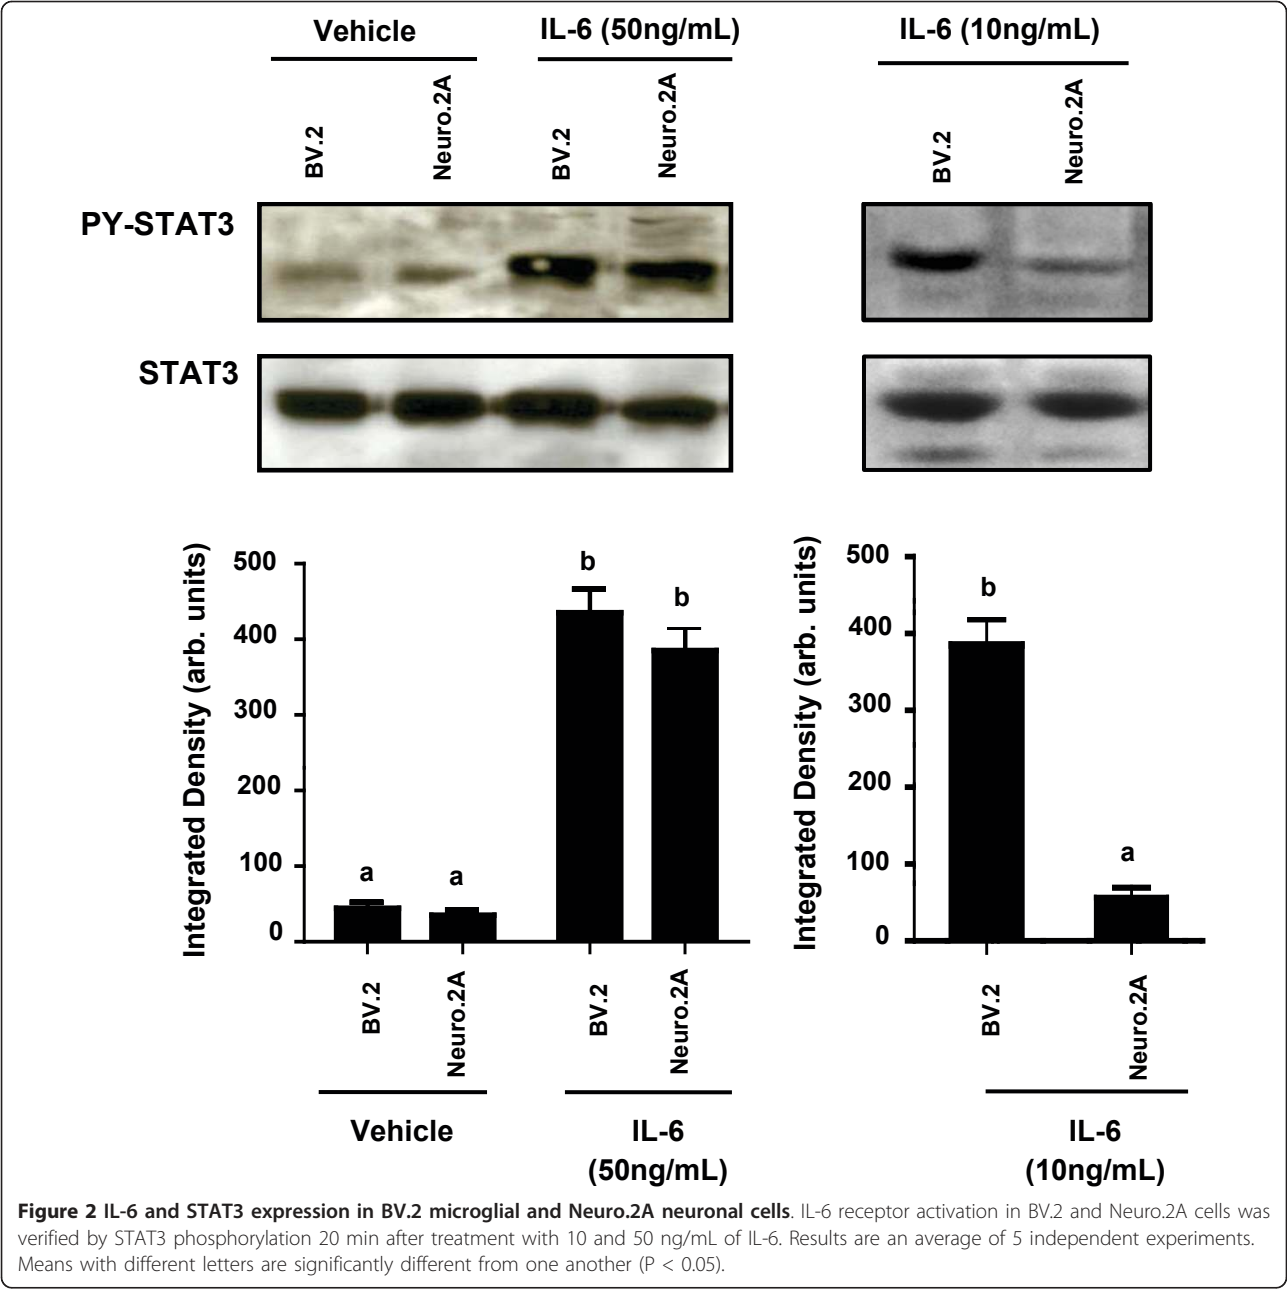 Vehicle
IL-6 (50ng/mL)
IL-6 (10ng/mL)
BV.2
Neuro.2A
BV.2
Neuro.2A
BV.2
Neuro.2A
PY-STAT3
STAT3
Integrated Density (arb. units)
500
400
300
200
100
0
a
a
b
b
BV.2
Neuro.2A
BV.2
Neuro.2A
Vehicle
IL-6
(50ng/mL)
Integrated Density (arb. units)
500
400
300
200
100
0
b
a
BV.2
Neuro.2A
IL-6
(10ng/mL)
Figure 2 IL-6 and STAT3 expression in BV.2 microglial and Neuro.2A neuronal cells. IL-6 receptor activation in BV.2 and Neuro.2A cells was
verified by STAT3 phosphorylation 20 min after treatment with 10 and 50 ng/mL of IL-6. Results are an average of 5 independent experiments.
Means with different letters are significantly different from one another (P < 0.05).